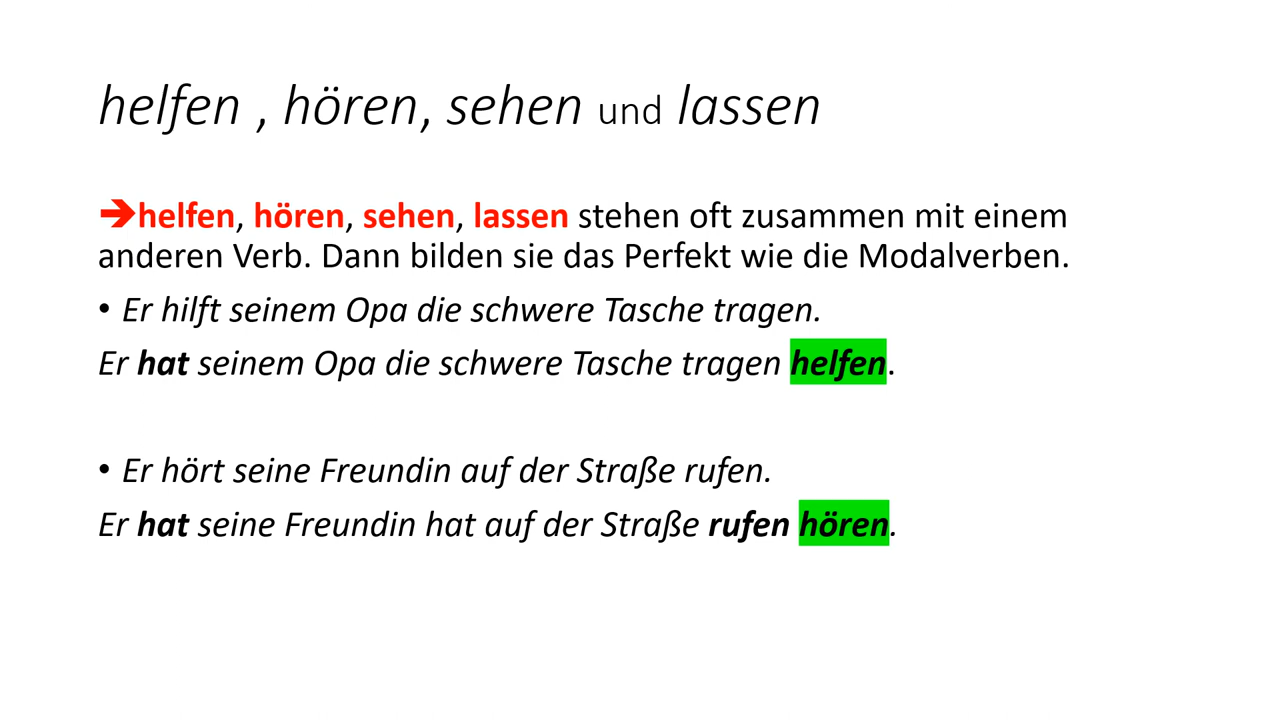 helfen , hören, sehen und lassen
➔helfen, hören, sehen, lassen stehen oft zusammen mit einem
anderen Verb. Dann bilden sie das Perfekt wie die Modalverben.
• Er hilft seinem Opa die schwere Tasche tragen.
Er hat seinem Opa die schwere Tasche tragen helfen.
• Er hört seine Freundin auf der Straße rufen.
Er hat seine Freundin hat auf der Straße rufen hören.